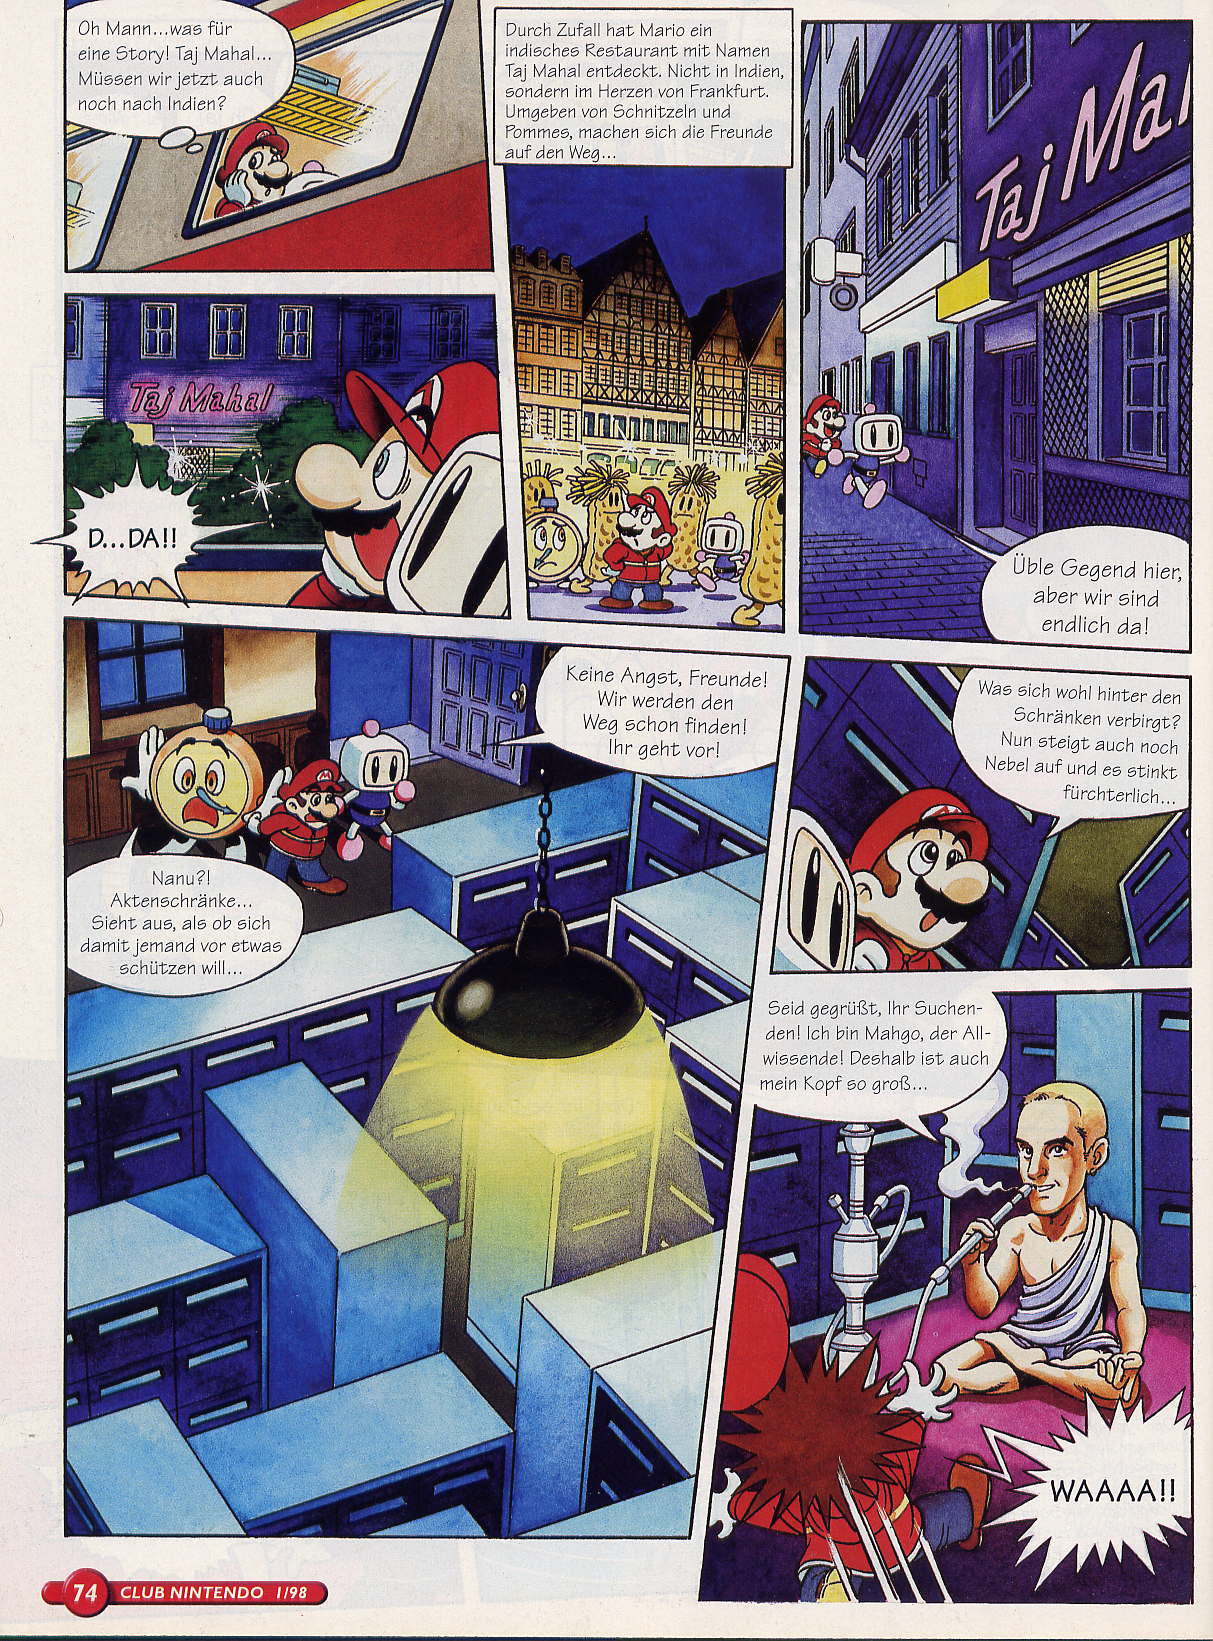 Oh Mann...was für
eine Story! Taj Mahal...
Müssen wir jetzt auch
noch nach Indien?
Durch Zufall hat Mario ein
indisches Restaurant mit Namen
Taj Mahal entdeckt. Nicht in Indien,
sondern im Herzen von Frankfurt.
Umgeben von Schnitzeln und
Pommes, machen sich die Freunde
auf den Weg...
Taj Mahal
Taj Mahal
D...DA!!
Üble Gegend hier,
aber wir sind
endlich da!
Keine Angst, Freunde!
Wir werden den
Weg schon finden!
Ihr geht vor!
Nanu?!
Aktenschränke...
Sieht aus, als ob sich
damit jemand vor etwas
schützen will...
Was sich wohl hinter den
Schränken verbirgt?
Nun steigt auch noch
Nebel auf und es stinkt
fürchterlich...
Seid gegrüßt, Ihr Suchen-
den! Ich bin Mahgo, der All-
wissende! Deshalb ist auch
mein Kopf so groß...
WAAAA!!
74 CLUB NINTENDO 1/98